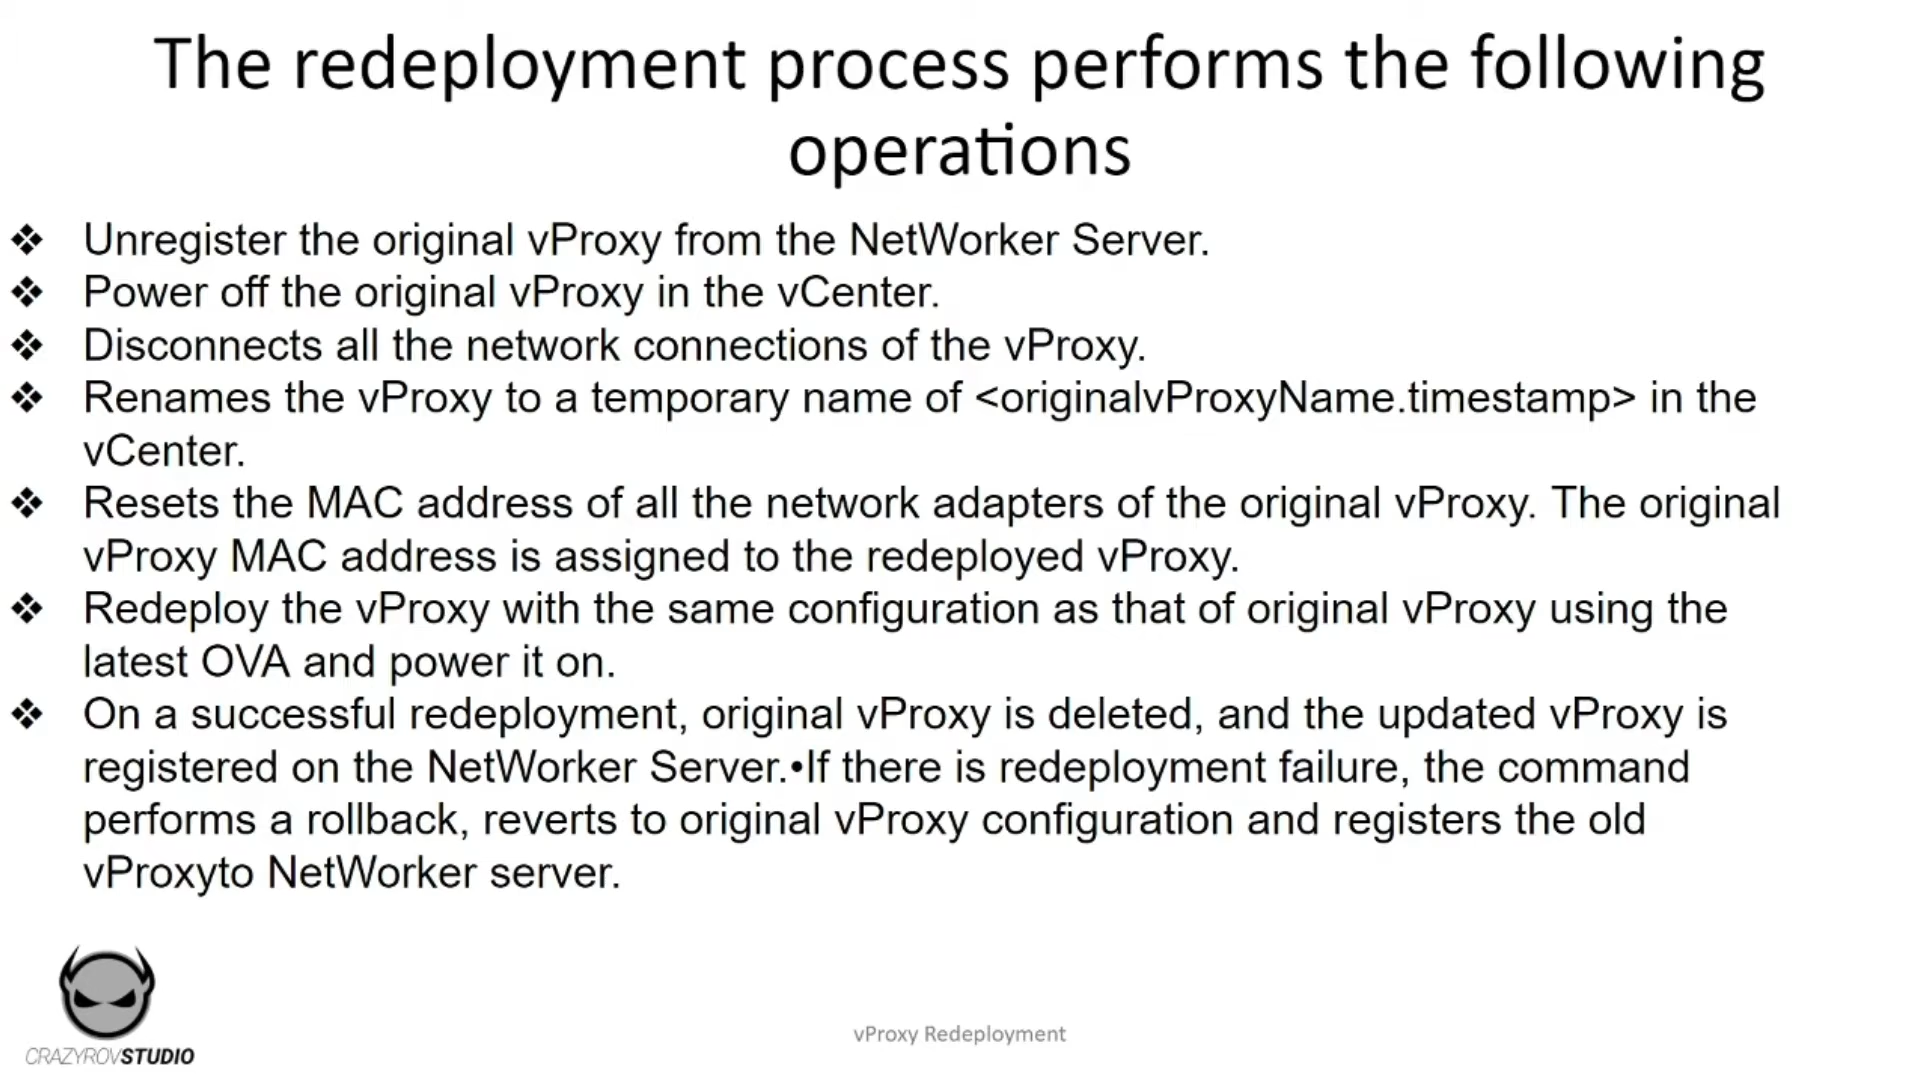 The redeployment process performs the following
operations
❖ Unregister the original vProxy from the NetWorker Server.
❖ Power off the original vProxy in the vCenter.
❖ Disconnects all the network connections of the vProxy.
❖ Renames the vProxy to a temporary name of <originalvProxyName.timestamp> in the
vCenter.
❖ Resets the MAC address of all the network adapters of the original vProxy. The original
vProxy MAC address is assigned to the redeployed vProxy.
❖ Redeploy the vProxy with the same configuration as that of original vProxy using the
latest OVA and power it on.
❖ On a successful redeployment, original vProxy is deleted, and the updated vProxy is
registered on the NetWorker Server.•If there is redeployment failure, the command
performs a rollback, reverts to original vProxy configuration and registers the old
vProxyto NetWorker server.
vProxy Redeployment
CRAZYROVSTUDIO